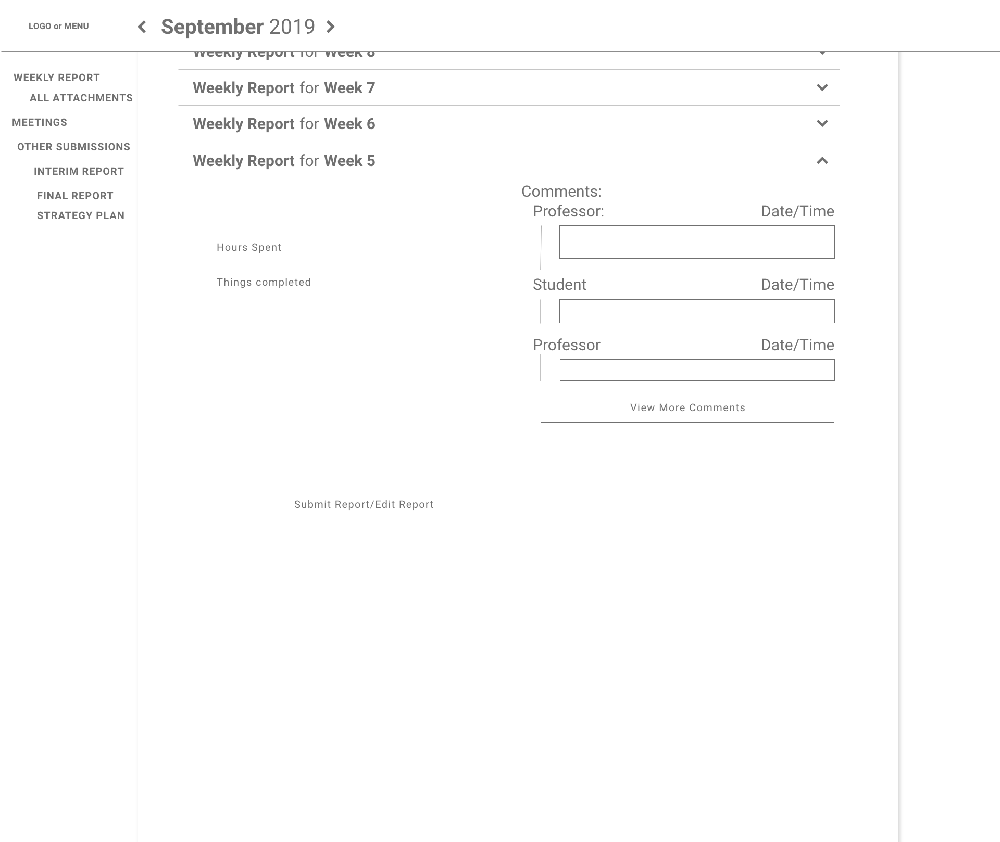 LOGO or MENU
September 2019
WEEKLY REPORT
ALL ATTACHMENTS
MEETINGS
OTHER SUBMISSIONS
INTERIM REPORT
FINAL REPORT
STRATEGY PLAN
Weekly Report for Week 8
Weekly Report for Week 7
Weekly Report for Week 6
Weekly Report for Week 5
Hours Spent
Things completed
Submit Report/Edit Report
Comments:
Professor: Date/Time
Student Date/Time
Professor Date/Time
View More Comments